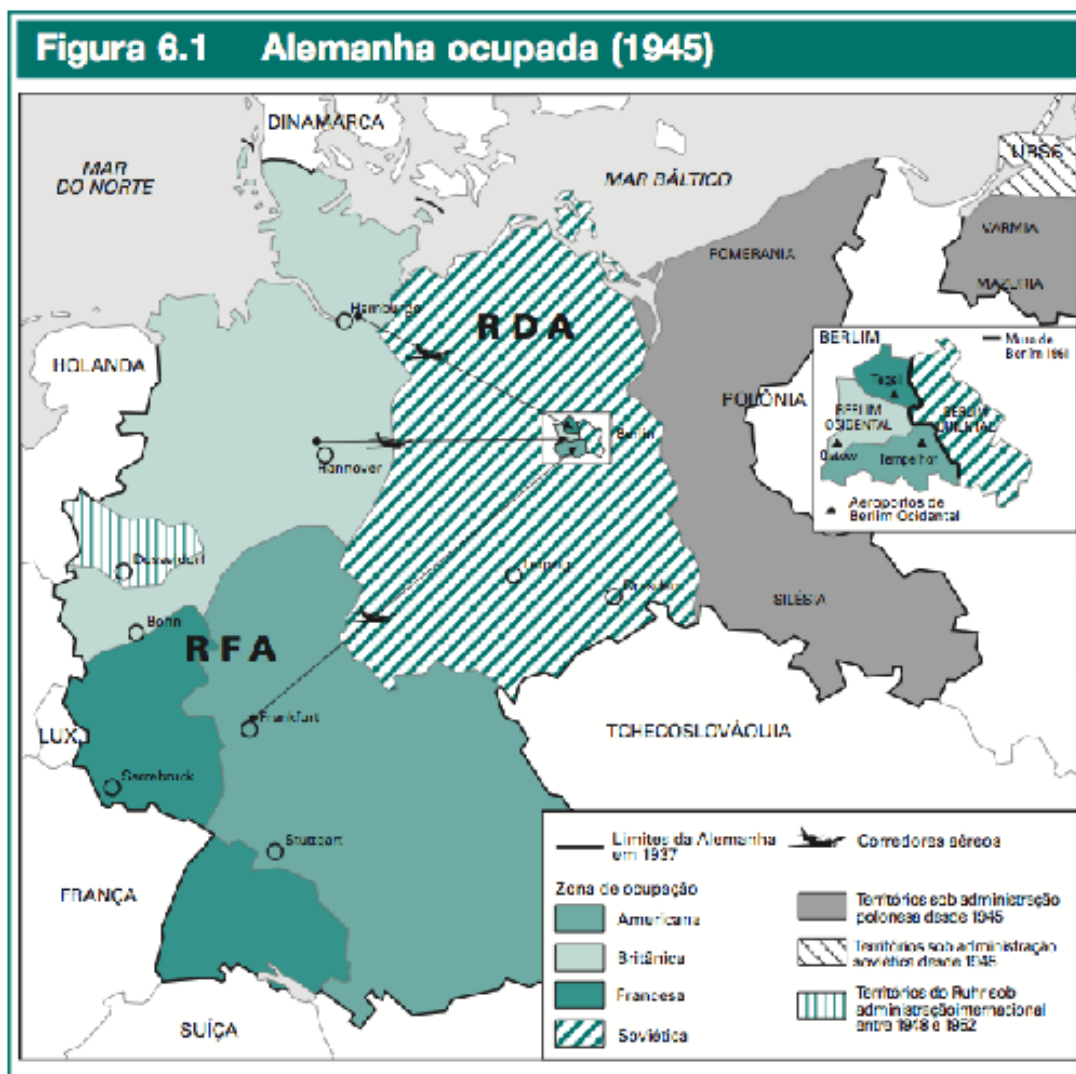 Figura 6.1 Alemanha ocupada (1945)
DINAMARCA
MAR
DO NORTE
MAR BÁLTICO
URSS
VARMIA
MAZURIA
POMERANIA
Hamburgo
RDA
HOLANDA
BERLIM
Muro de
Berlim 1961
Tegel
BERLIM
OCIDENTAL
BERLIM
ORIENTAL
Gatow
Tempelhof
Aeroportos de
Berlim Ocidental
POLÔNIA
Berlin
Hannover
Dusseldorf
Leipzig
Dresden
SILÉSIA
Bonn
RFA
Frankfurt
LUX.
TCHECOSLOVÁQUIA
Sarrebruck
Stuttgart
FRANÇA
SUÍÇA
Limites da Alemanha
em 1937
Corredores aéreos
Zona de ocupação
Americana
Britânica
Francesa
Soviética
Territórios sob administração
polonesa desde 1945
Territórios sob administração
soviética desde 1945
Territórios do Ruhr sob
administração internacional
entre 1948 e 1952